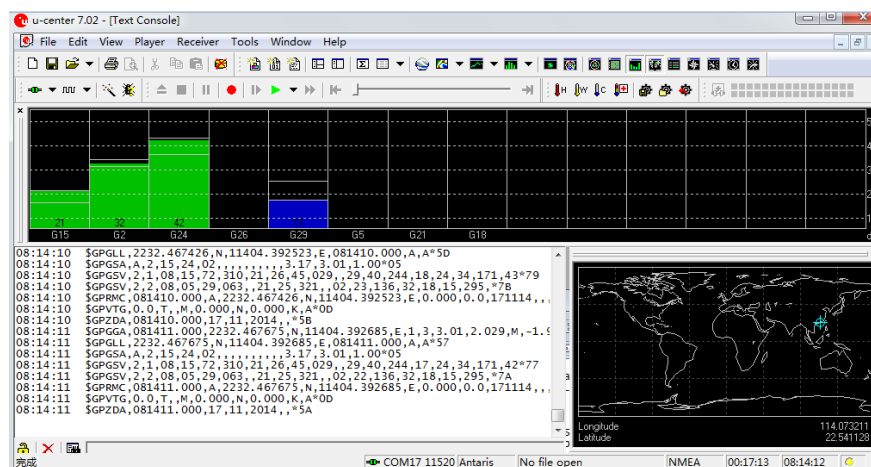 u-center 7.02 - [Text Console]
File Edit View Player Receiver Tools Window Help
21 32 42
G15 G2 G24 G26 G29 G5 G21 G18
08:14:10 $GPGLL,2232.467426,N,11404.392523,E,081410.000,A,A*5D
08:14:10 $GPGSA,A,2,15,24,02,,,,,,,,,,3.17,3.01,1.00*05
08:14:10 $GPGSV,2,1,08,15,72,310,21,26,45,029,,29,40,244,18,24,34,171,43*79
08:14:10 $GPGSV,2,2,08,05,29,063,,21,25,321,,02,23,136,32,18,15,295,*7B
08:14:10 $GPRMC,081410.000,A,2232.467426,N,11404.392523,E,0.000,0.0,171114,,,
08:14:10 $GPVTG,0.0,T,,M,0.000,N,0.000,K,A*0D
08:14:10 $GPZDA,081410.000,17,11,2014,,*5B
08:14:11 $GPGGA,081411.000,2232.467675,N,11404.392685,E,1,3,3.01,2.029,M,-1.9
08:14:11 $GPGLL,2232.467675,N,11404.392685,E,081411.000,A,A*57
08:14:11 $GPGSA,A,2,15,24,02,,,,,,,,,,3.17,3.01,1.00*05
08:14:11 $GPGSV,2,1,08,15,72,310,21,26,45,029,,29,40,244,17,24,34,171,42*77
08:14:11 $GPGSV,2,2,08,05,29,063,,21,25,321,,02,22,136,32,18,15,295,*7A
08:14:11 $GPRMC,081411.000,A,2232.467675,N,11404.392685,E,0.000,0.0,171114,,,
08:14:11 $GPVTG,0.0,T,,M,0.000,N,0.000,K,A*0D
08:14:11 $GPZDA,081411.000,17,11,2014,,*5A
Longitude 114.073211
Latitude 22.541128
完成 COM17 11520 Antaris No file open NMEA 00:17:13 08:14:12